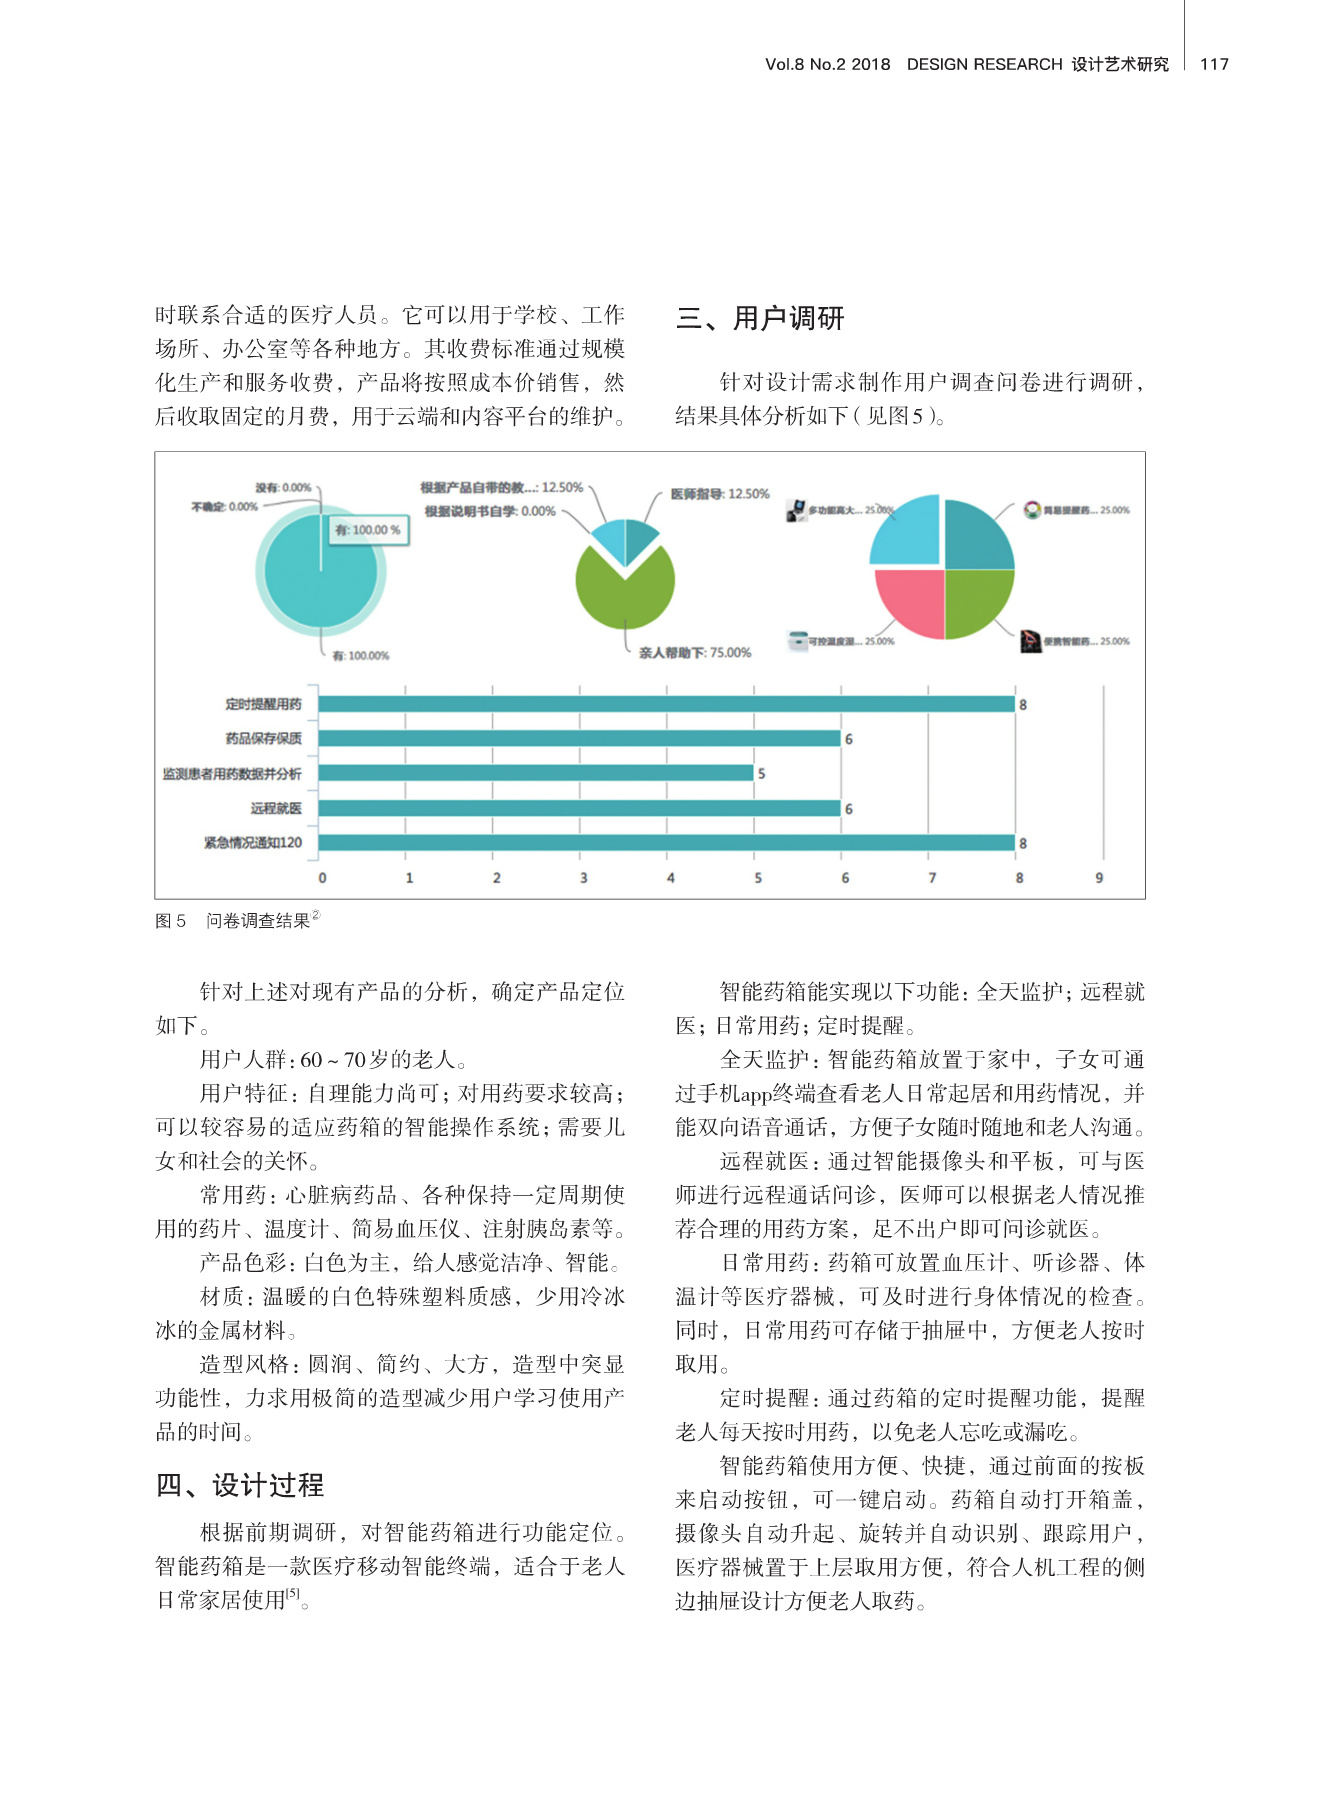 Vol.8 No.2 2018 DESIGN RESEARCH 设计艺术研究 117
时联系合适的医疗人员。它可以用于学校、工作
场所、办公室等各种地方。其收费标准通过规模
化生产和服务收费，产品将按照成本价销售，然
后收取固定的月费，用于云端和内容平台的维护。
三、用户调研
针对设计需求制作用户调查问卷进行调研，
结果具体分析如下（见图5）。
没有: 0.00%
不确定: 0.00%
有: 100.00 %
有: 100.00%
根据产品自带的教...: 12.50%
根据说明书自学: 0.00%
医师指导: 12.50%
亲人帮助下: 75.00%
多功能高大... 25.00%
简易提醒药... 25.00%
可控温度湿... 25.00%
便携智能药... 25.00%
定时提醒用药 8
药品保存保质 6
监测患者用药数据并分析 5
远程就医 6
紧急情况通知120 8
0 1 2 3 4 5 6 7 8 9
图 5 问卷调查结果②
针对上述对现有产品的分析，确定产品定位
如下。
用户人群：60 ~ 70岁的老人。
用户特征：自理能力尚可；对用药要求较高；
可以较容易的适应药箱的智能操作系统；需要儿
女和社会的关怀。
常用药：心脏病药品、各种保持一定周期使
用的药片、温度计、简易血压仪、注射胰岛素等。
产品色彩：白色为主，给人感觉洁净、智能。
材质：温暖的白色特殊塑料质感，少用冷冰
冰的金属材料。
造型风格：圆润、简约、大方，造型中突显
功能性，力求用极简的造型减少用户学习使用产
品的时间。
四、设计过程
根据前期调研，对智能药箱进行功能定位。
智能药箱是一款医疗移动智能终端，适合于老人
日常家居使用[5]。
智能药箱能实现以下功能：全天监护；远程就
医；日常用药；定时提醒。
全天监护：智能药箱放置于家中，子女可通
过手机app终端查看老人日常起居和用药情况，并
能双向语音通话，方便子女随时随地和老人沟通。
远程就医：通过智能摄像头和平板，可与医
师进行远程通话问诊，医师可以根据老人情况推
荐合理的用药方案，足不出户即可问诊就医。
日常用药：药箱可放置血压计、听诊器、体
温计等医疗器械，可及时进行身体情况的检查。
同时，日常用药可存储于抽屉中，方便老人按时
取用。
定时提醒：通过药箱的定时提醒功能，提醒
老人每天按时用药，以免老人忘吃或漏吃。
智能药箱使用方便、快捷，通过前面的按板
来启动按钮，可一键启动。药箱自动打开箱盖，
摄像头自动升起、旋转并自动识别、跟踪用户，
医疗器械置于上层取用方便，符合人机工程的侧
边抽屉设计方便老人取药。